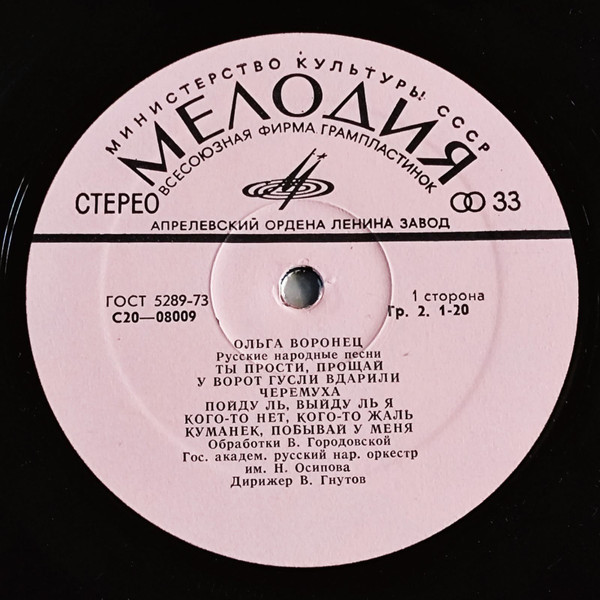 МИНИСТЕРСТВО КУЛЬТУРЫ СССР
МЕЛОДИЯ
ВСЕСОЮЗНАЯ ФИРМА ГРАМПЛАСТИНОК
СТЕРЕО
33
АПРЕЛЕВСКИЙ ОРДЕНА ЛЕНИНА ЗАВОД
ГОСТ 5289-73
1 сторона
С20—08009
Гр. 2. 1-20
ОЛЬГА ВОРОНЕЦ
Русские народные песни
ТЫ ПРОСТИ, ПРОЩАЙ
У ВОРОТ ГУСЛИ ВДАРИЛИ
ЧЕРЕМУХА
ПОЙДУ ЛЬ, ВЫЙДУ ЛЬ Я
КОГО-ТО НЕТ, КОГО-ТО ЖАЛЬ
КУМАНЕК, ПОБЫВАЙ У МЕНЯ
Обработки В. Городовской
Гос. академ. русский нар. оркестр
им. Н. Осипова
Дирижер В. Гнутов